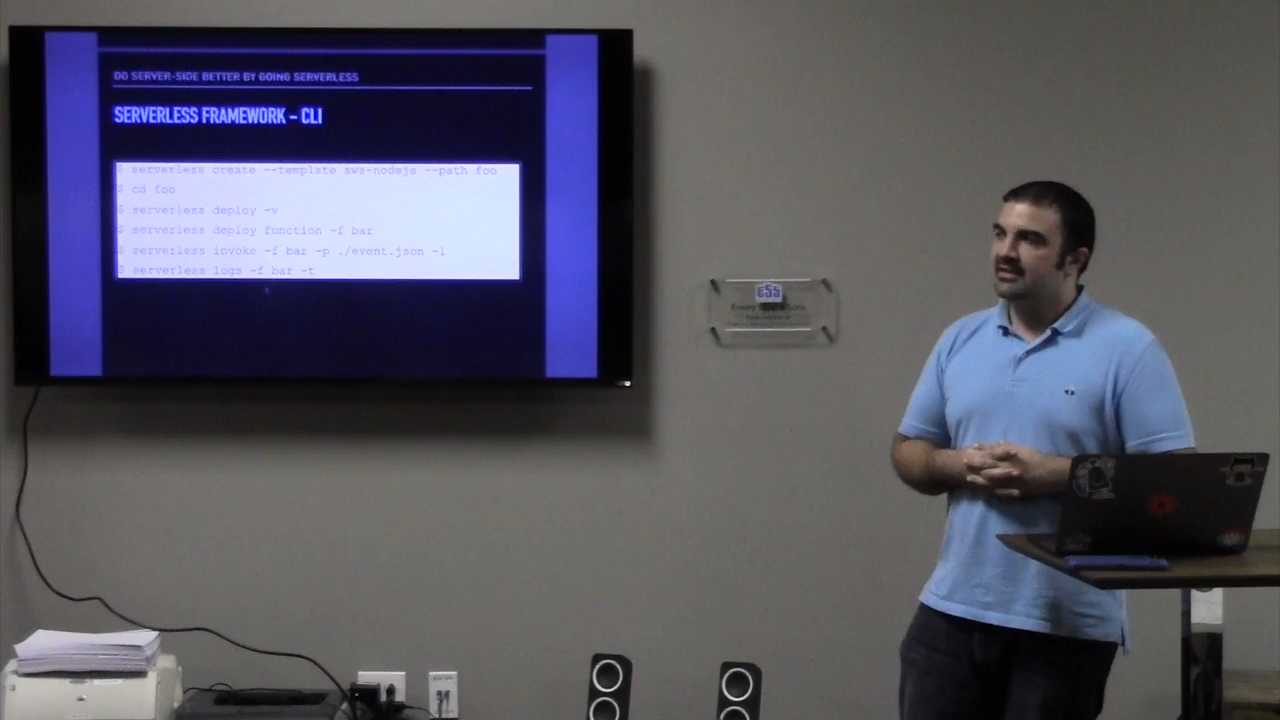 DO SERVER-SIDE BETTER BY GOING SERVERLESS
SERVERLESS FRAMEWORK – CLI
$ serverless create --template aws-nodejs --path foo
$ cd foo
$ serverless deploy -v
$ serverless deploy function -f bar
$ serverless invoke -f bar -p ./event.json -l
$ serverless logs -f bar -t
ESS